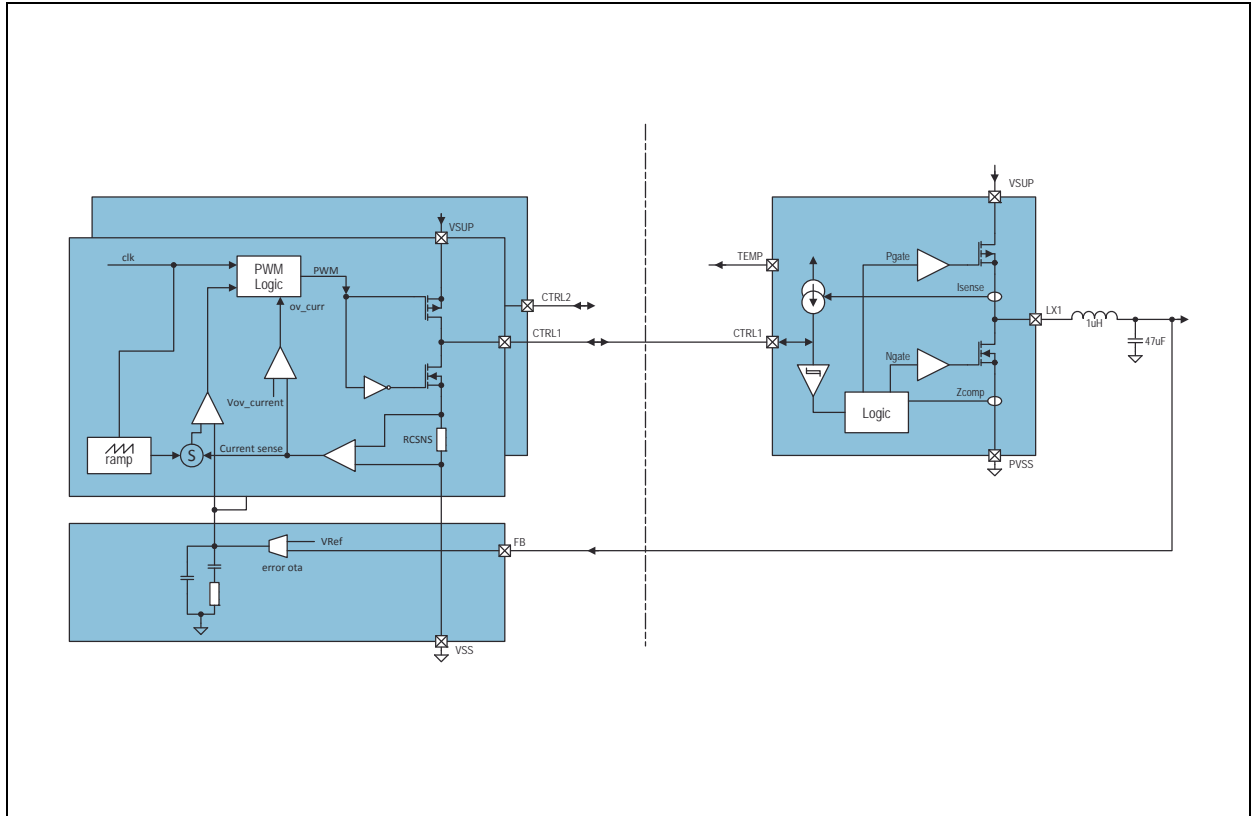 VSUP
clk
PWM
Logic
PWM
ov_curr
CTRL2
CTRL1
Vov_current
RCSNS
Current sense
ramp
S
VRef
FB
error ota
VSS
VSUP
TEMP
Pgate
Isense
LX1
1uH
47uF
CTRL1
Ngate
Zcomp
Logic
PVSS